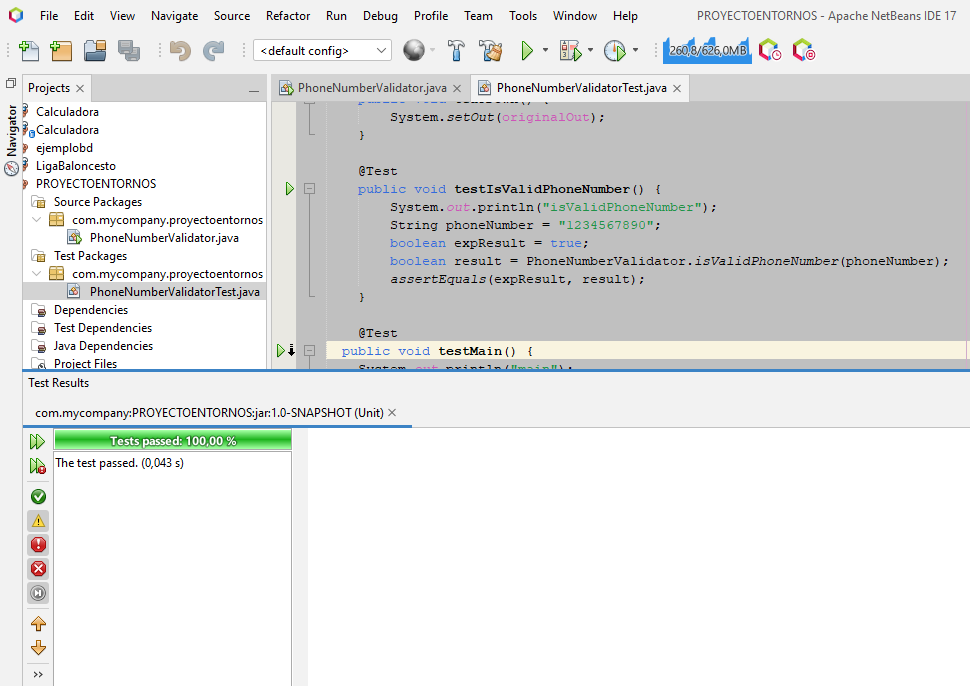 File Edit View Navigate Source Refactor Run Debug Profile Team Tools Window Help PROYECTOENTORNOS - Apache NetBeans IDE 17
<default config> 260,8/626,0MB
Projects
Navigator
Calculadora
Calculadora
ejemplobd
LigaBaloncesto
PROYECTOENTORNOS
Source Packages
com.mycompany.proyectoentornos
PhoneNumberValidator.java
Test Packages
com.mycompany.proyectoentornos
PhoneNumberValidatorTest.java
Dependencies
Test Dependencies
Java Dependencies
Project Files
PhoneNumberValidator.java PhoneNumberValidatorTest.java
public void tearDown() {
System.setOut(originalOut);
}
@Test
public void testIsValidPhoneNumber() {
System.out.println("isValidPhoneNumber");
String phoneNumber = "1234567890";
boolean expResult = true;
boolean result = PhoneNumberValidator.isValidPhoneNumber(phoneNumber);
assertEquals(expResult, result);
}
@Test
public void testMain() {
System.out.println("main");
Test Results
com.mycompany:PROYECTOENTORNOS:jar:1.0-SNAPSHOT (Unit)
Tests passed: 100,00 %
The test passed. (0,043 s)